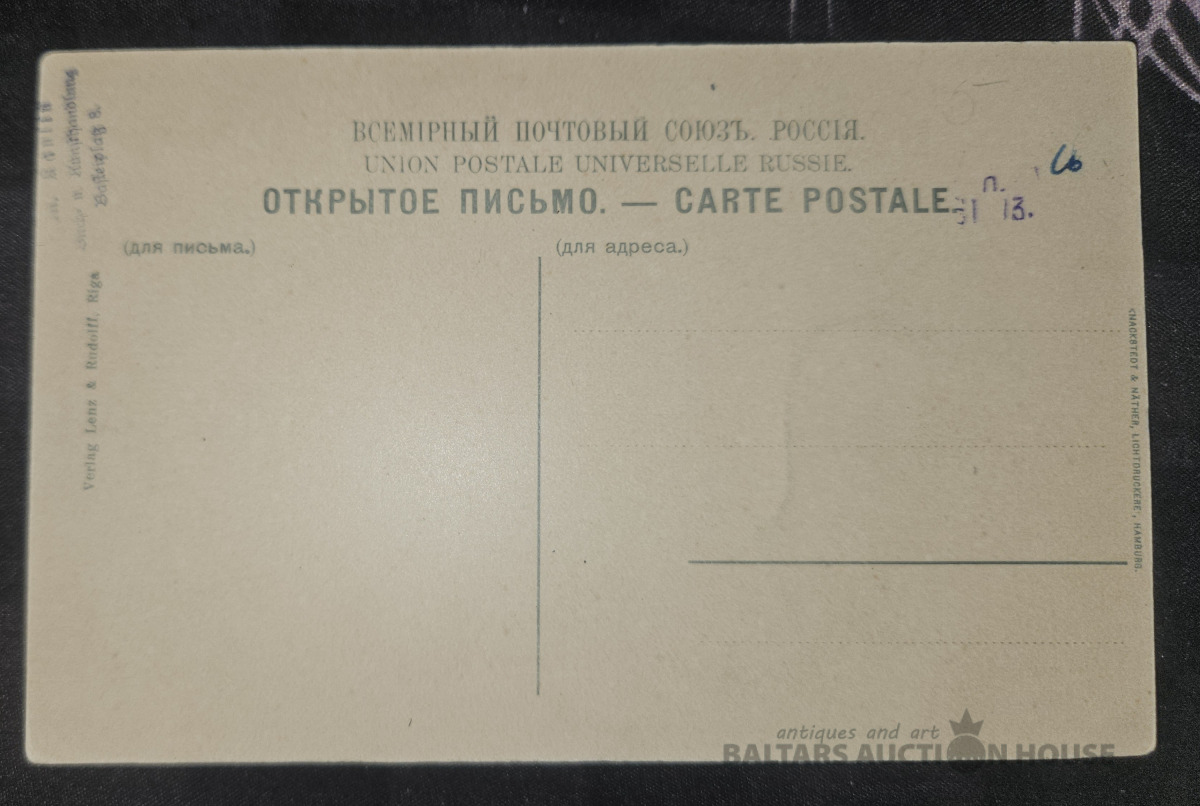 ВСЕМІРНЫЙ ПОЧТОВЫЙ СОЮЗЪ. РОССІЯ.
UNION POSTALE UNIVERSELLE RUSSIE.
ОТКРЫТОЕ ПИСЬМО. — CARTE POSTALE.
П.
13.
(для письма.)
(для адреса.)
Verlag Lenz & Rudolff, Riga
KNACKSTEDT & NÄTHER, LICHTDRUCKEREI, HAMBURG.
antiques and art
BALTARS AUCTION HOUSE